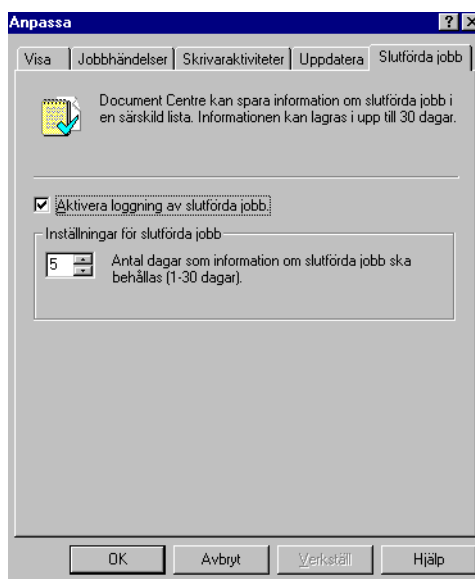 Anpassa
Visa Jobbhändelser Skrivaraktiviteter Uppdatera Slutförda jobb
Document Centre kan spara information om slutförda jobb i
en särskild lista. Informationen kan lagras i upp till 30 dagar.
Aktivera loggning av slutförda jobb.
Inställningar för slutförda jobb
5 Antal dagar som information om slutförda jobb ska
behållas (1-30 dagar).
OK Avbryt Verkställ Hjälp